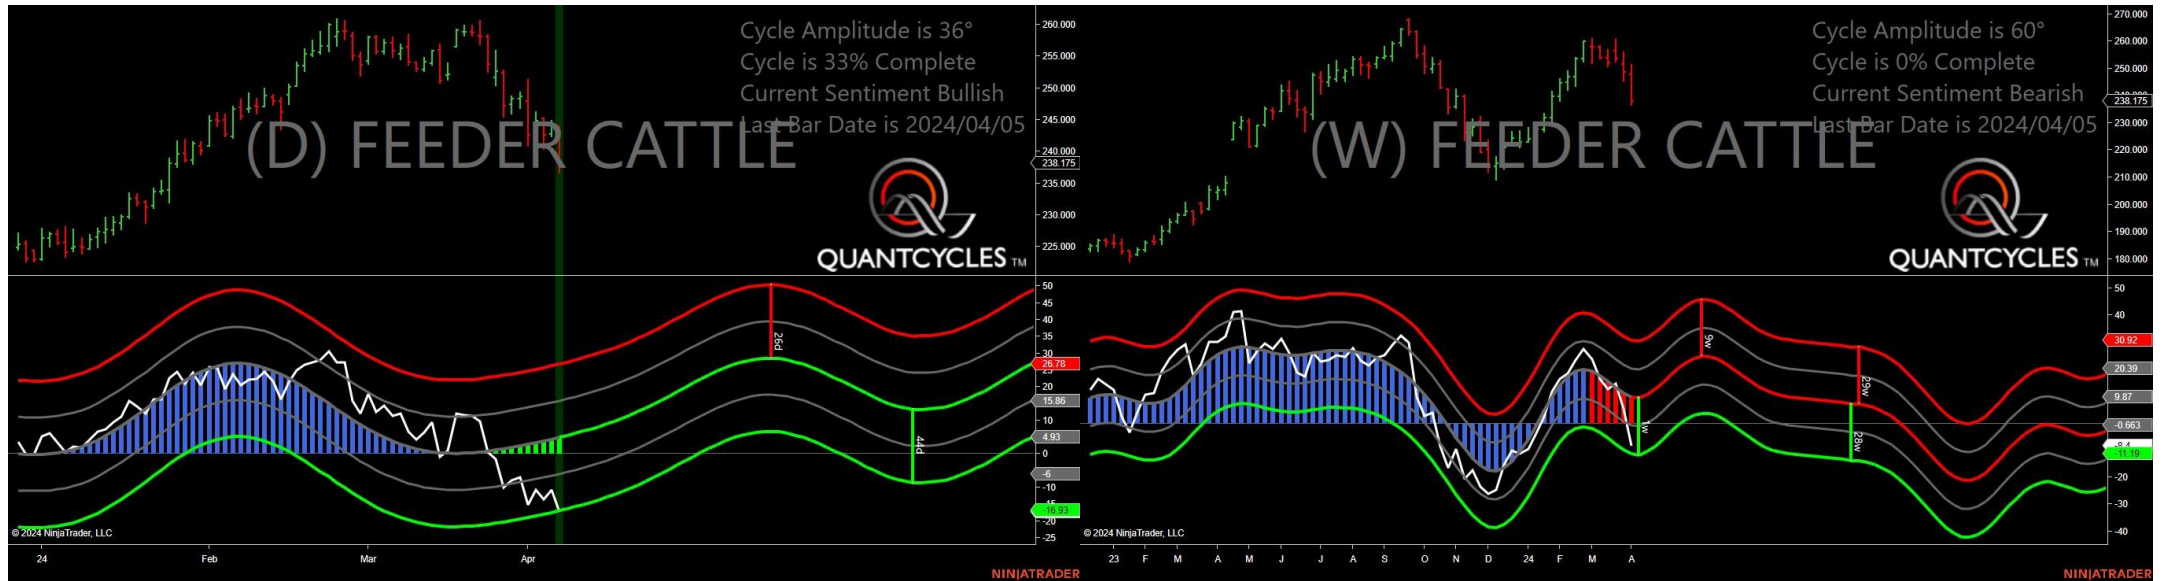 Cycle Amplitude is 36°
Cycle is 33% Complete
Current Sentiment Bullish
Last Bar Date is 2024/04/05
(D) FEEDER CATTLE
QUANTCYCLES TM
260.000
255.000
250.000
245.000
240.000
238.175
235.000
230.000
225.000
50
45
40
35
30
26.78
25
20
15.86
10
4.93
0
-6
-10
-15
-16.93
-20
-25
26d
44d
© 2024 NinjaTrader, LLC
24 Feb Mar Apr
NINJATRADER
Cycle Amplitude is 60°
Cycle is 0% Complete
Current Sentiment Bearish
Last Bar Date is 2024/04/05
(W) FEEDER CATTLE
QUANTCYCLES TM
270.000
260.000
250.000
240.000
238.175
230.000
220.000
210.000
200.000
190.000
180.000
50
40
30.92
20.39
9.87
-0.663
-8.4
-11.19
-20
-30
-40
9w
29w
1w
28w
© 2024 NinjaTrader, LLC
23 F M A M J J A S O N D 24 F M A
NINJATRADER